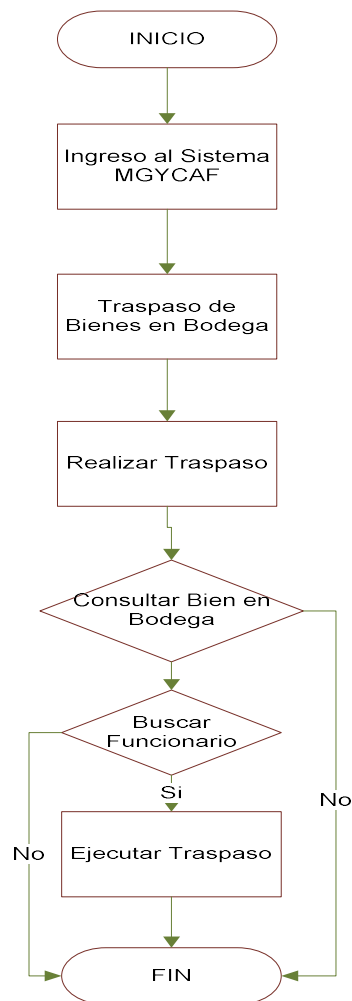 INICIO
Ingreso al Sistema
MGYCAF
Traspaso de
Bienes en Bodega
Realizar Traspaso
Consultar Bien en
Bodega
Buscar
Funcionario
Si
No
Ejecutar Traspaso
No
FIN